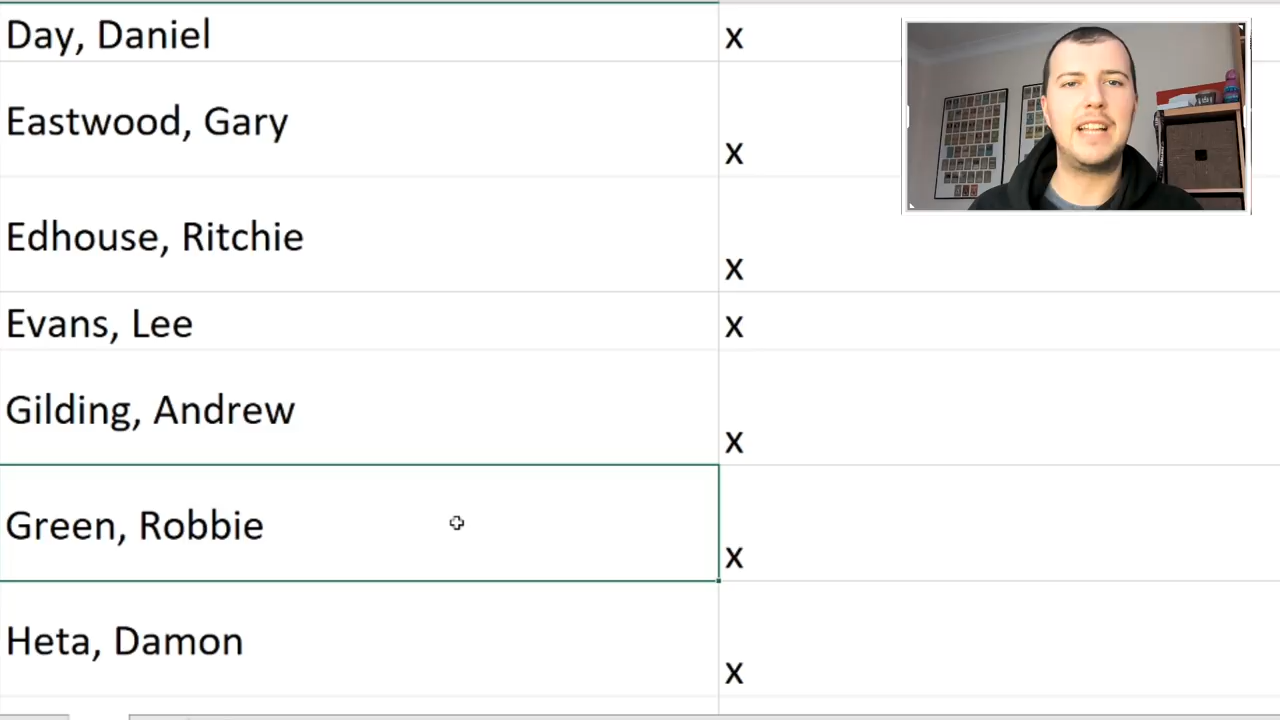 Day, Daniel x
Eastwood, Gary x
Edhouse, Ritchie x
Evans, Lee x
Gilding, Andrew x
Green, Robbie x
Heta, Damon x